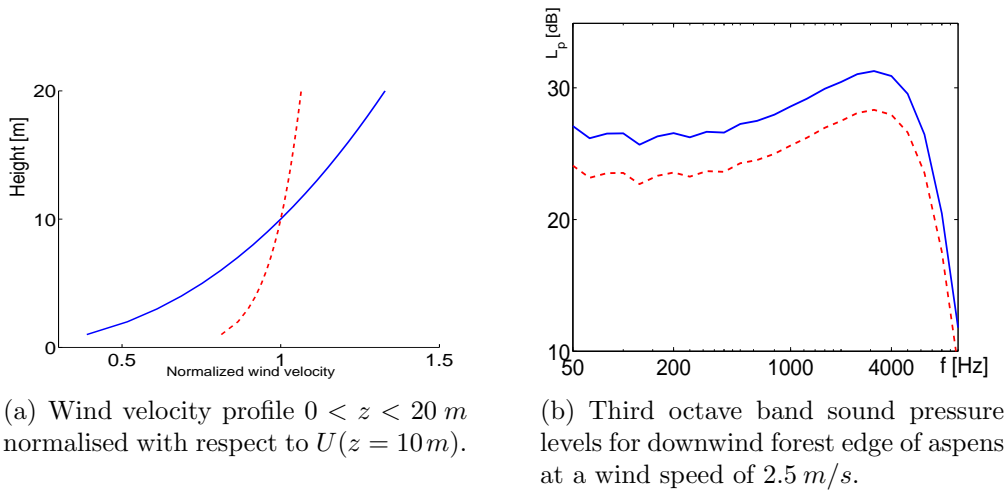 20
10
0
Height [m]
0.5
1
1.5
Normalized wind velocity
(a) Wind velocity profile 0 < z < 20 m
normalised with respect to U(z = 10 m).
L_p [dB]
30
20
10
50
200
1000
4000
f [Hz]
(b) Third octave band sound pressure
levels for downwind forest edge of aspens
at a wind speed of 2.5 m/s.